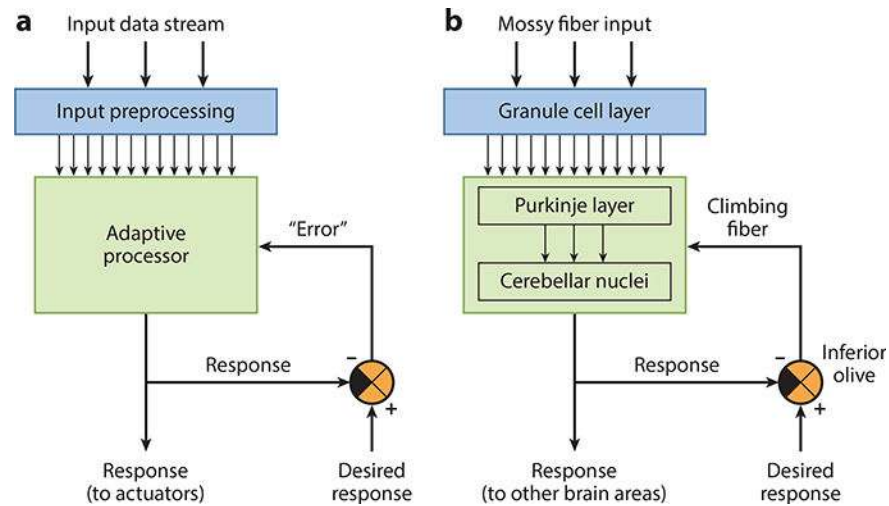 a
Input data stream
Input preprocessing
Adaptive
processor
“Error”
–
Response
+
Response
(to actuators)
Desired
response
b
Mossy fiber input
Granule cell layer
Purkinje layer
Cerebellar nuclei
Climbing
fiber
–
Response
Inferior
olive
+
Response
(to other brain areas)
Desired
response